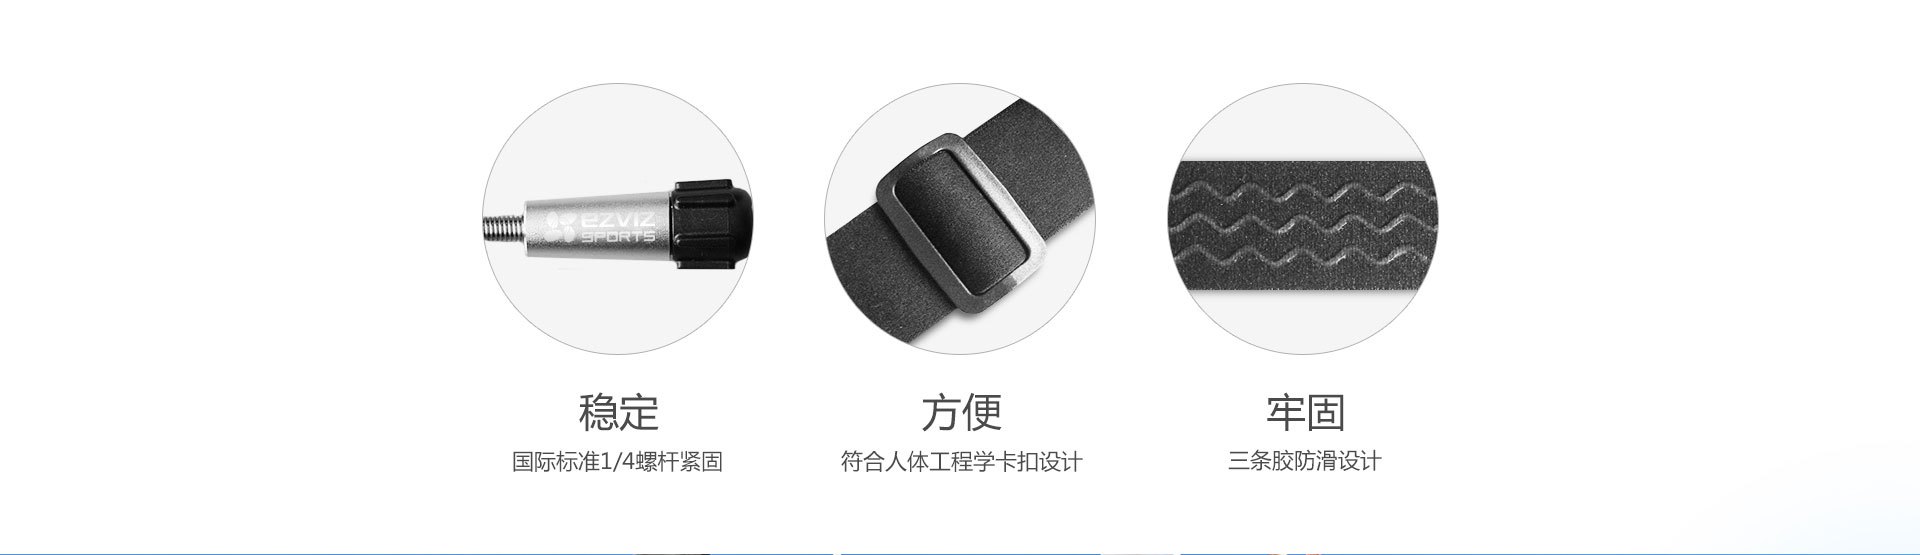 EZVIZ
SPORTS
稳定
方便
牢固
国际标准1/4螺杆紧固
符合人体工程学卡扣设计
三条胶防滑设计